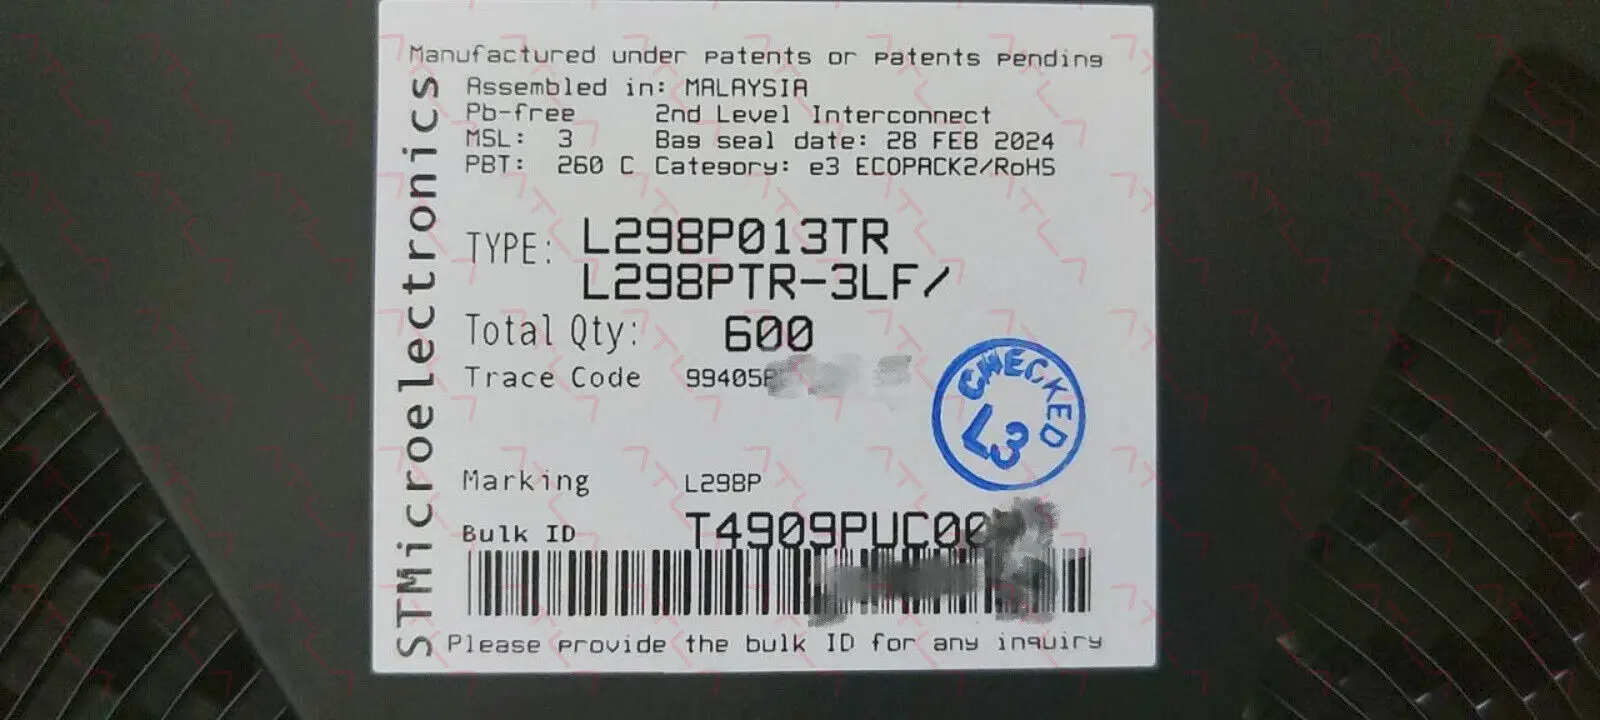 Manufactured under patents or patents pending
STMicroelectronics
Assembled in: MALAYSIA
Pb-free 2nd Level Interconnect
MSL: 3 Bag seal date: 28 FEB 2024
PBT: 260 C Category: e3 ECOPACK2/RoHS
TYPE: L298P013TR
L298PTR-3LF/
Total Qty: 600
Trace Code 99405
CHECKED
L3
Marking L298P
Bulk ID T4909PUC00
Please provide the bulk ID for any inquiry